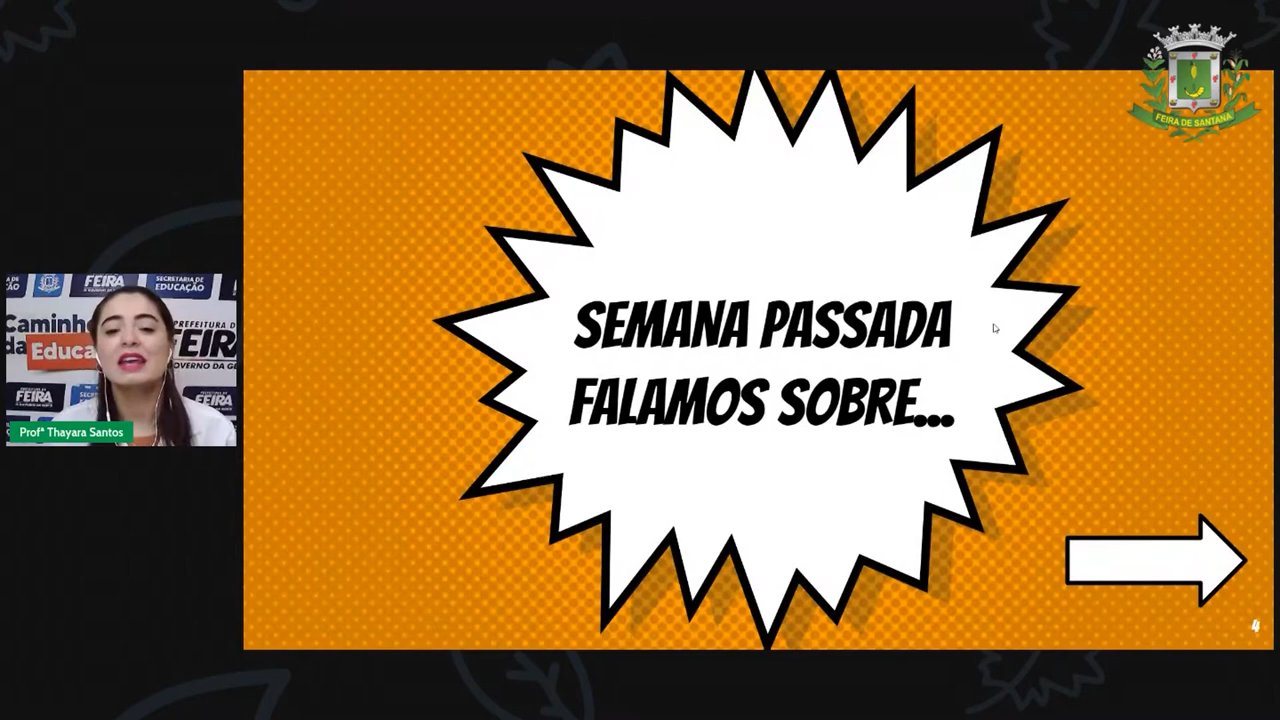 FEIRA DE SANTANA
SEMANA PASSADA
FALAMOS SOBRE...
FEIRA
SECRETARIA DE
EDUCAÇÃO
Caminho
da Educa
PREFEITURA D
FEIRA
FEIRA
FEIRA
Profª Thayara Santos
4